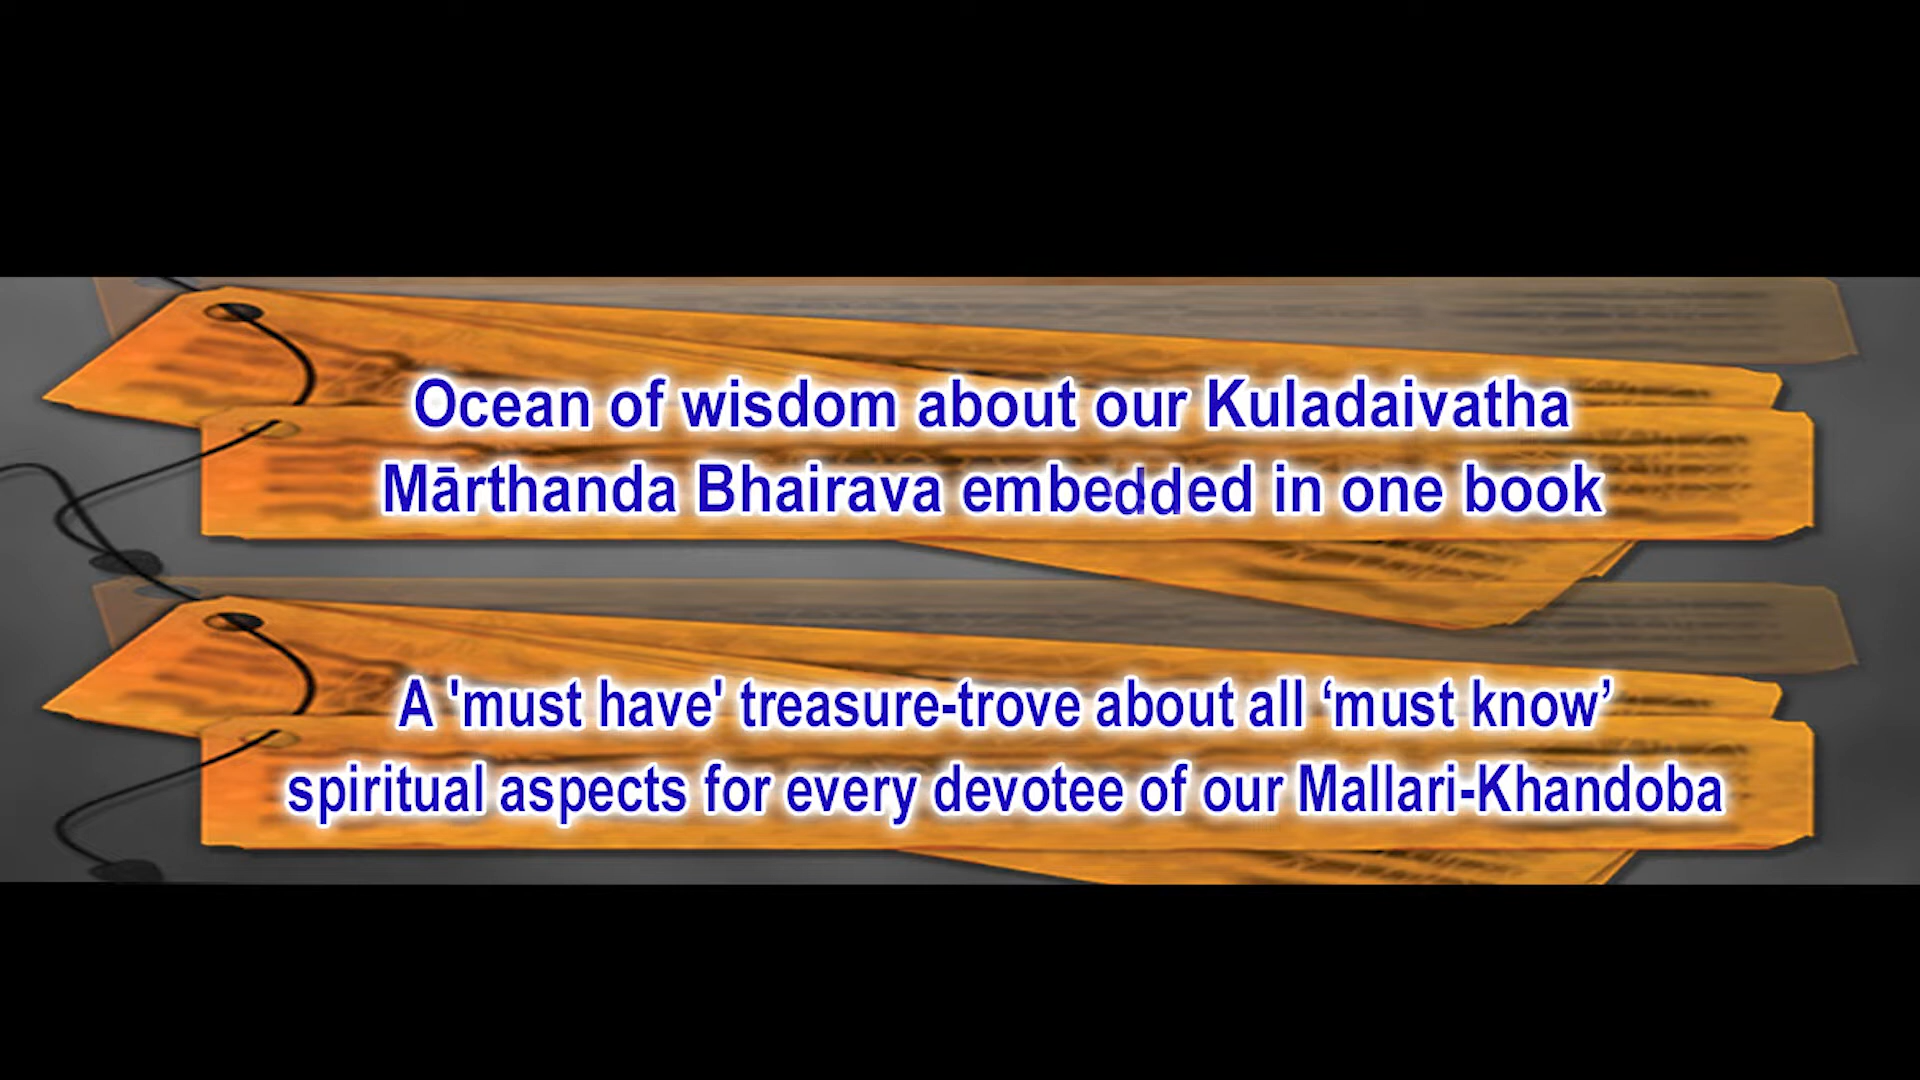 Ocean of wisdom about our Kuladaivatha
Mārthanda Bhairava embedded in one book
A 'must have' treasure-trove about all ‘must know’
spiritual aspects for every devotee of our Mallari-Khandoba